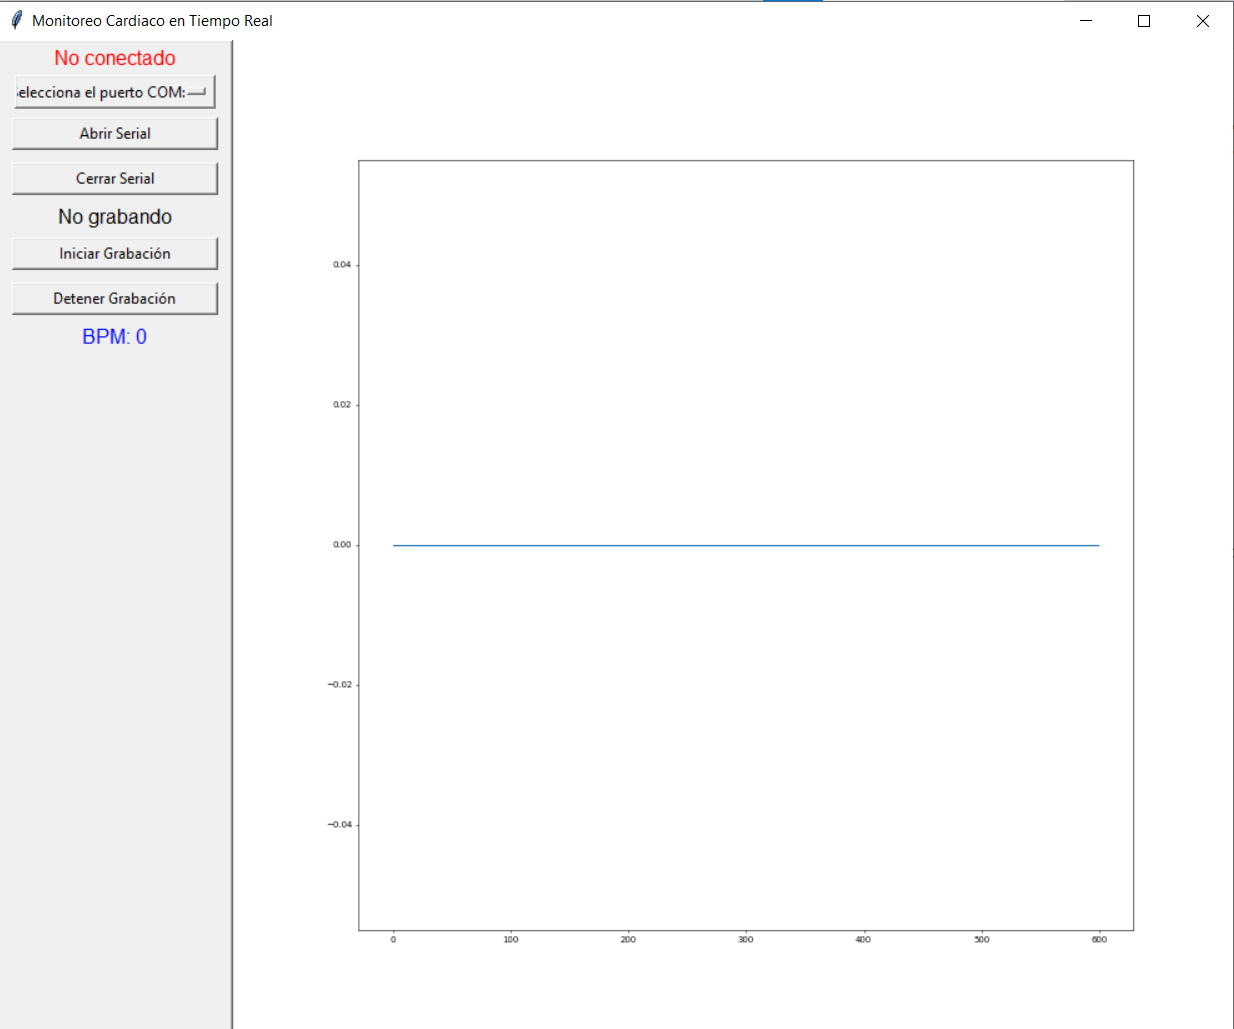 Monitoreo Cardiaco en Tiempo Real
No conectado
elecciona el puerto COM:
Abrir Serial
Cerrar Serial
No grabando
Iniciar Grabación
Detener Grabación
BPM: 0
0.04
0.02
0.00
−0.02
−0.04
0 100 200 300 400 500 600